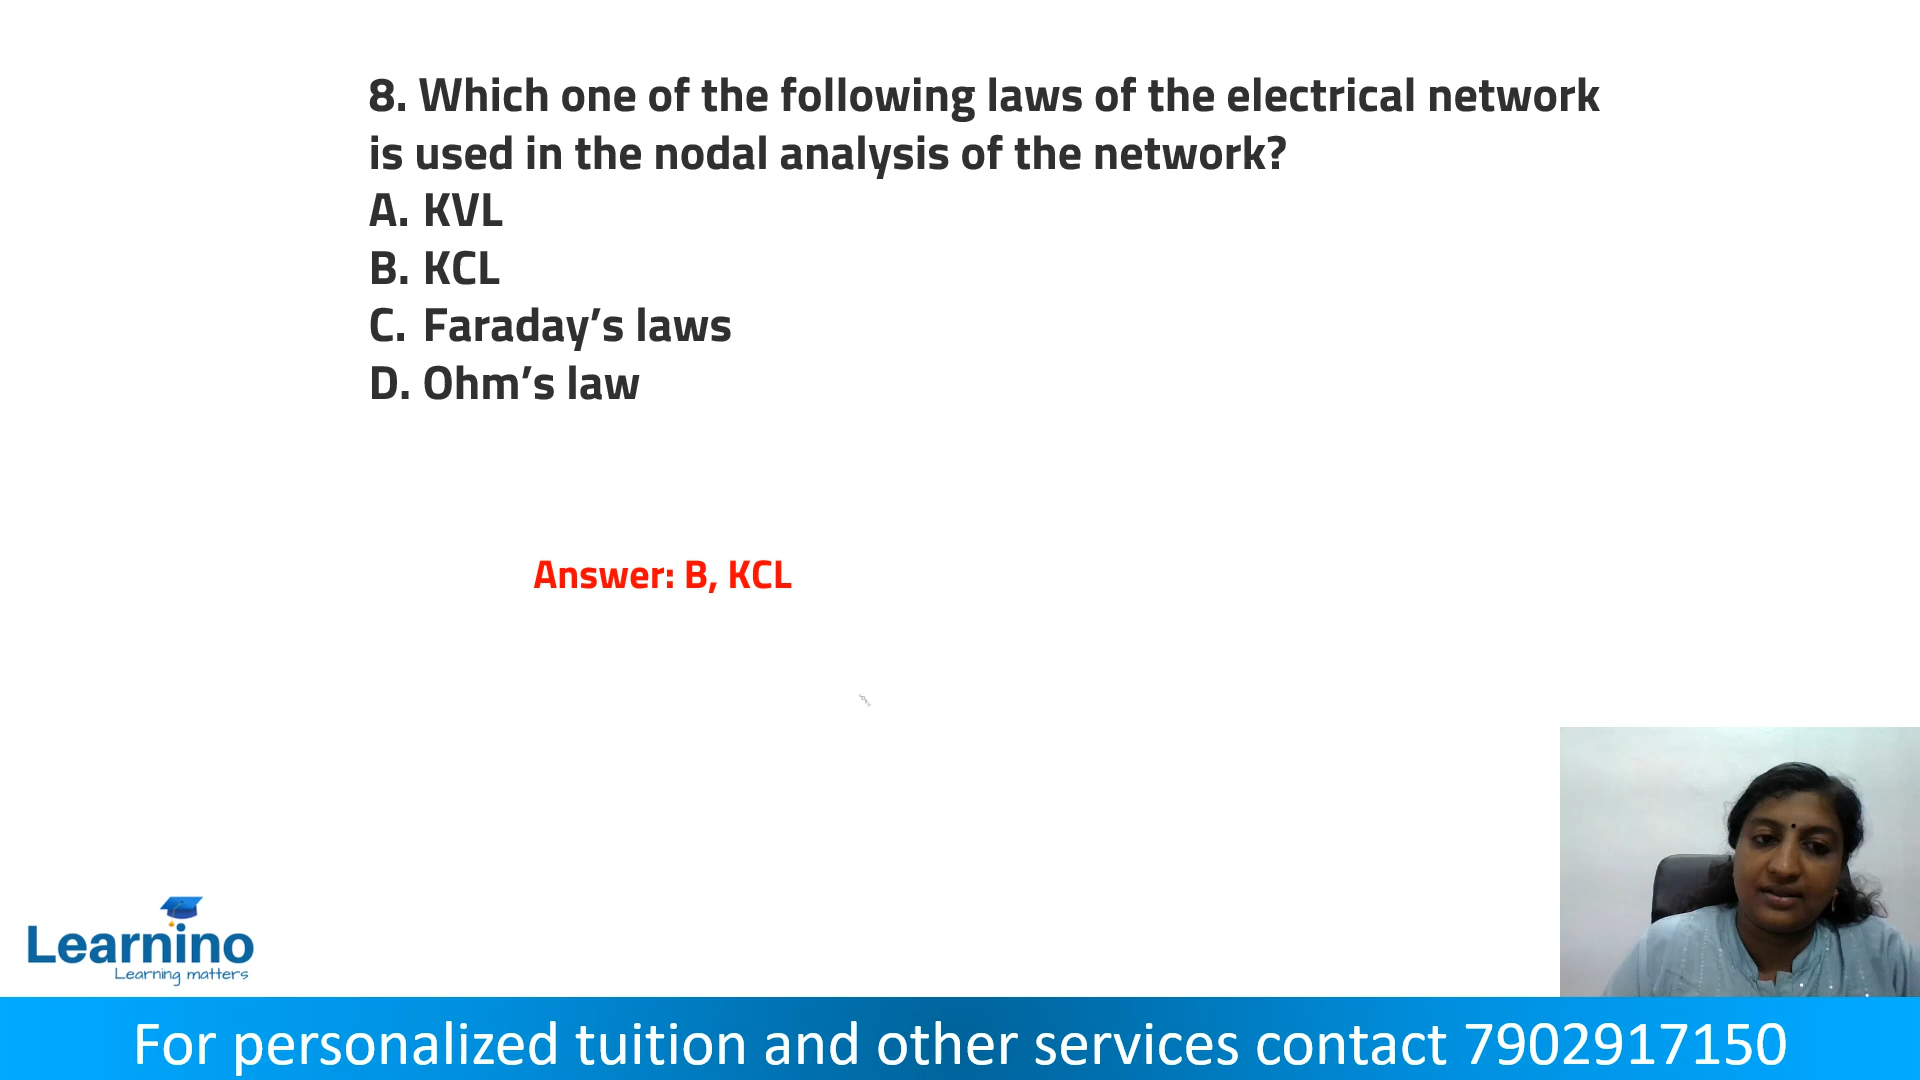 8. Which one of the following laws of the electrical network
is used in the nodal analysis of the network?
A. KVL
B. KCL
C. Faraday’s laws
D. Ohm’s law
Answer: B, KCL
Learnino
Learning matters
For personalized tuition and other services contact 7902917150